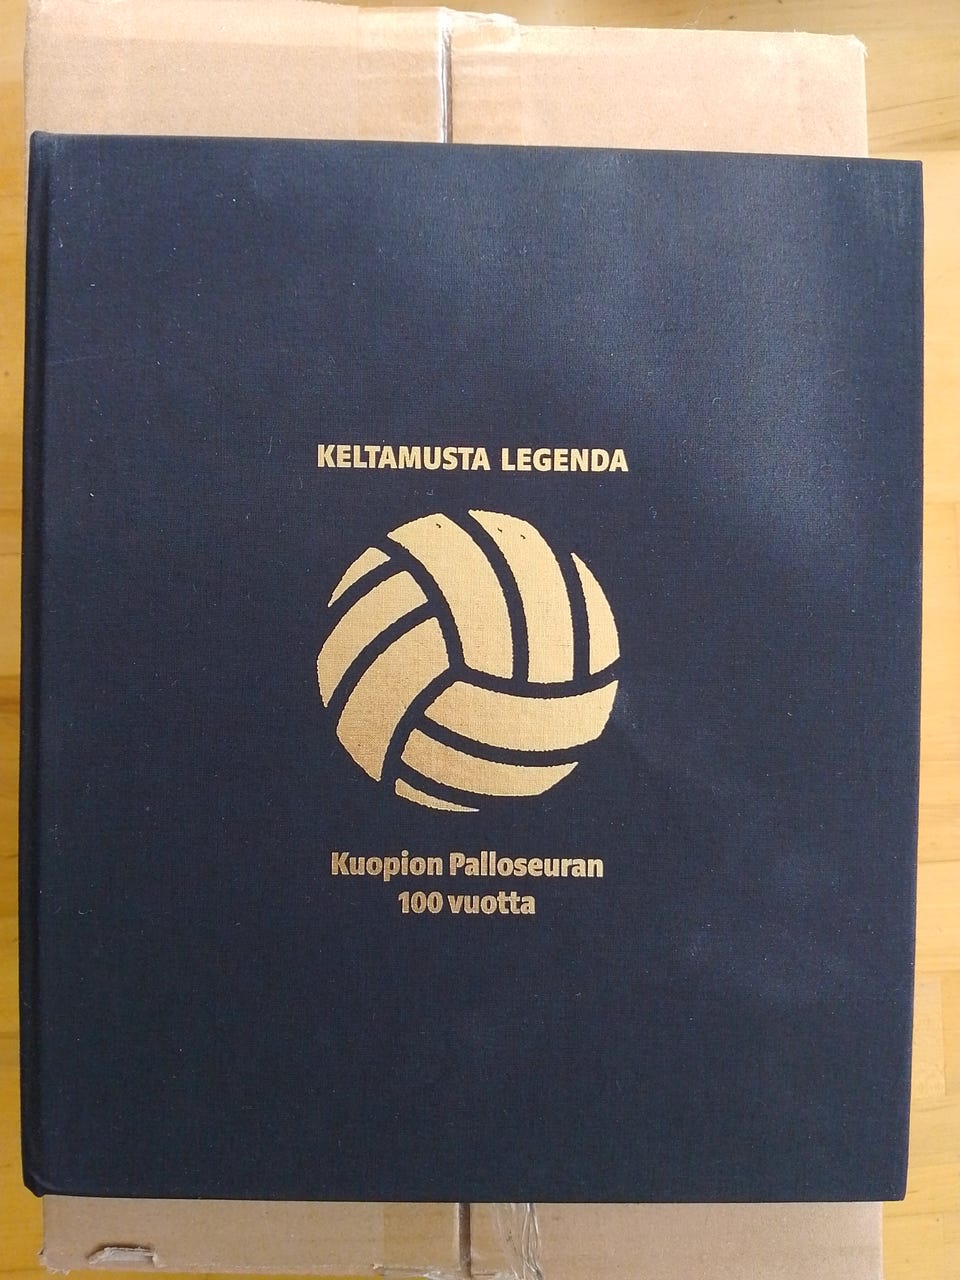 KELTAMUSTA LEGENDA
Kuopion Palloseuran
100 vuotta